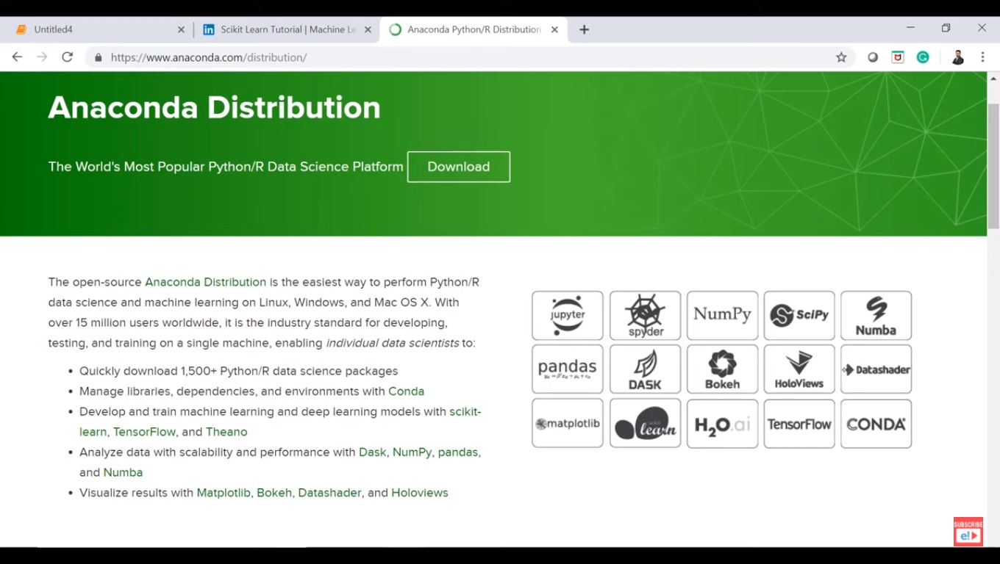 Untitled4
Scikit Learn Tutorial | Machine Le
Anaconda Python/R Distribution
https://www.anaconda.com/distribution/
Anaconda Distribution
The World's Most Popular Python/R Data Science Platform Download
The open-source Anaconda Distribution is the easiest way to perform Python/R
data science and machine learning on Linux, Windows, and Mac OS X. With
over 15 million users worldwide, it is the industry standard for developing,
testing, and training on a single machine, enabling individual data scientists to:
• Quickly download 1,500+ Python/R data science packages
• Manage libraries, dependencies, and environments with Conda
• Develop and train machine learning and deep learning models with scikit-
learn, TensorFlow, and Theano
• Analyze data with scalability and performance with Dask, NumPy, pandas,
and Numba
• Visualize results with Matplotlib, Bokeh, Datashader, and Holoviews
jupyter spyder NumPy SciPy Numba
pandas DASK Bokeh HoloViews Datashader
matplotlib learn H2O.ai TensorFlow CONDA
SUBSCRIBE
e!